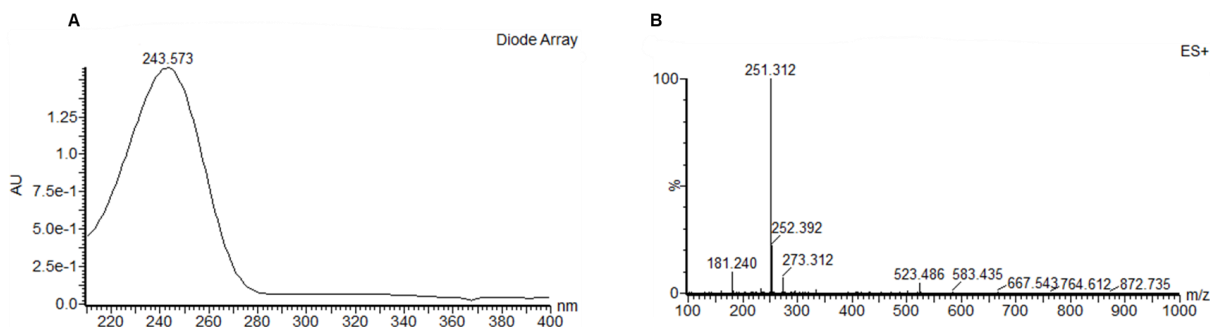 A
Diode Array
243.573
AU
1.25
1.0
7.5e-1
5.0e-1
2.5e-1
0.0
220 240 260 280 300 320 340 360 380 400
nm
B
ES+
251.312
100
%
0
252.392
181.240
273.312
523.486
583.435
667.543
764.612
872.735
100 200 300 400 500 600 700 800 900 1000
m/z